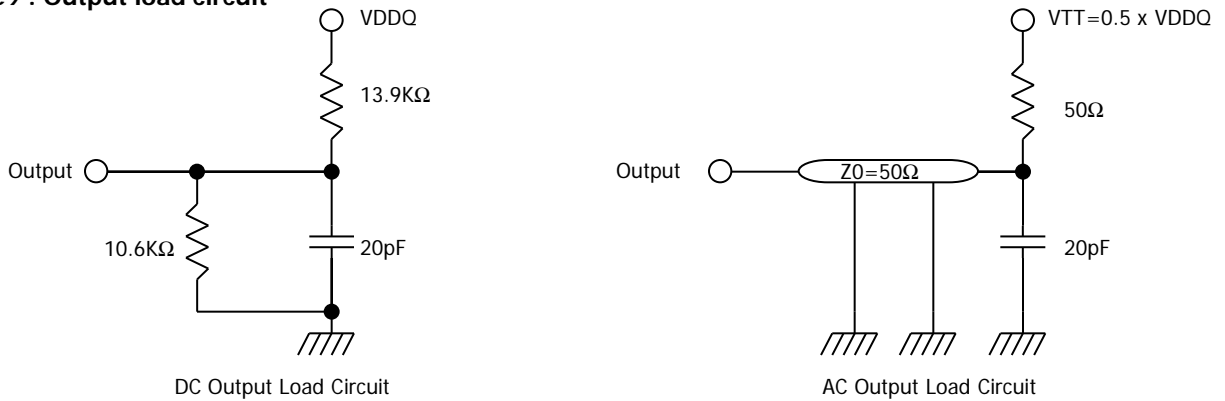 : Output load circuit
VDDQ
13.9KΩ
Output
10.6KΩ
20pF
DC Output Load Circuit
VTT=0.5 x VDDQ
50Ω
Output
Z0=50Ω
20pF
AC Output Load Circuit